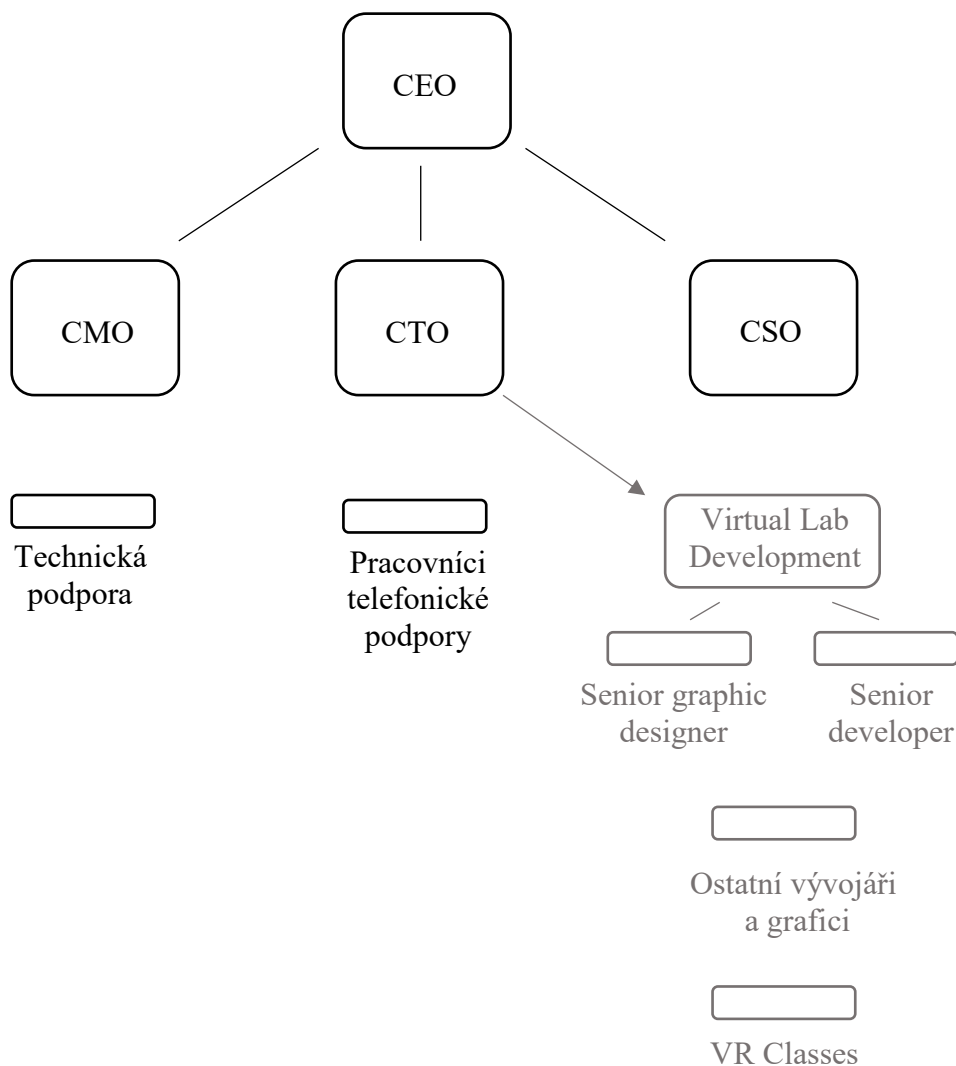 CEO
CMO
CTO
CSO
Technická
podpora
Pracovníci
telefonické
podpory
Virtual Lab
Development
Senior graphic
designer
Senior
developer
Ostatní vývojáři
a grafici
VR Classes